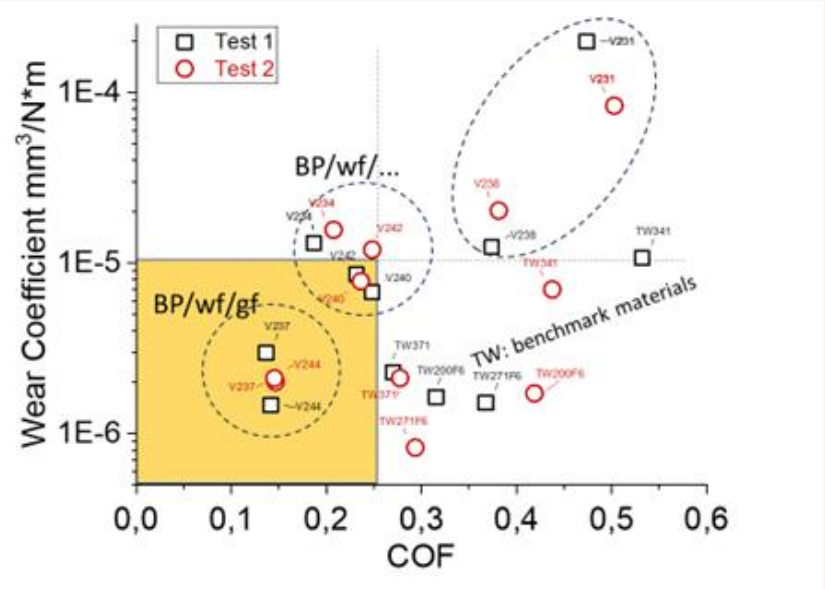 Test 1
Test 2
Wear Coefficient mm³/N*m
1E-4
1E-5
1E-6
V231
V231
BP/wf/...
V234
V234
V242
V242
V240
V240
V238
V238
TW341
TW341
BP/wf/gf
V237
V244
V237
V244
TW: benchmark materials
TW371
TW371
TW200F6
TW271F6
TW200F6
TW271F6
0,0
0,1
0,2
0,3
0,4
0,5
0,6
COF